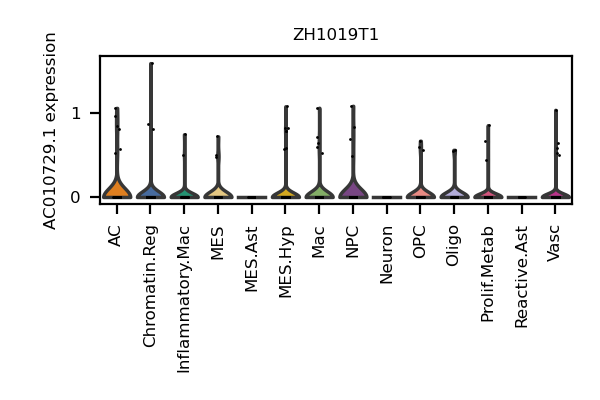 ZH1019T1
AC010729.1 expression
1
0
AC
Chromatin.Reg
Inflammatory.Mac
MES
MES.Ast
MES.Hyp
Mac
NPC
Neuron
OPC
Oligo
Prolif.Metab
Reactive.Ast
Vasc